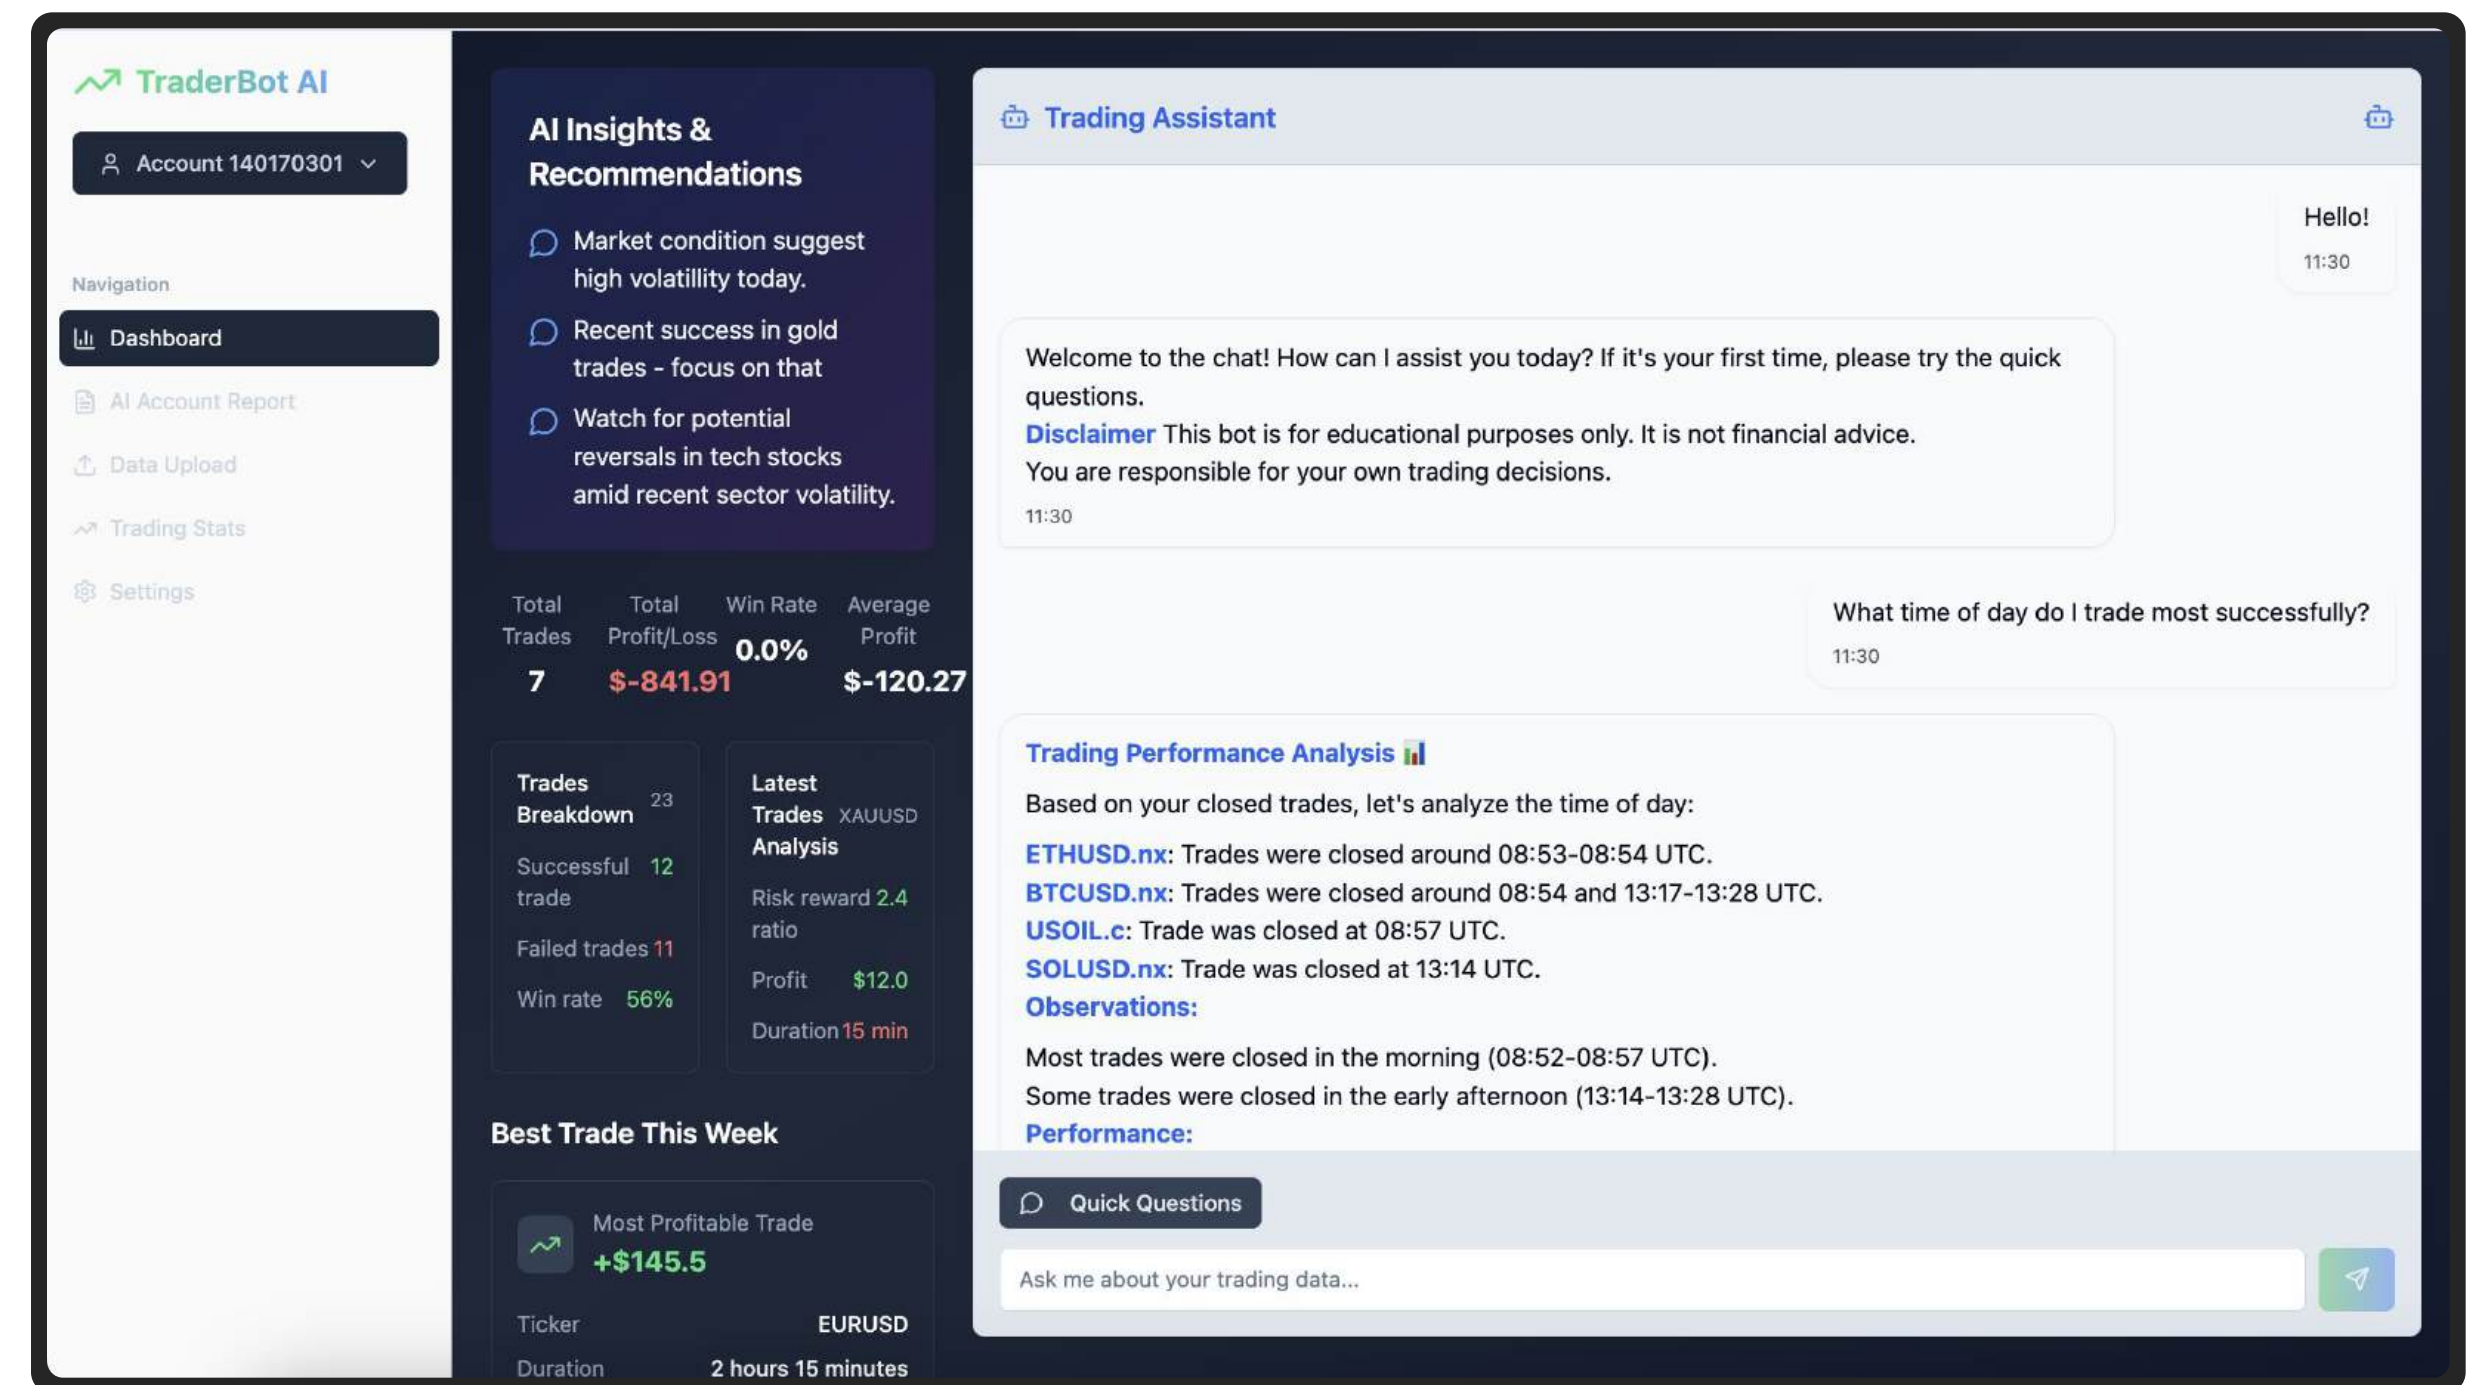 TraderBot AI
Account 140170301
Navigation
Dashboard
AI Account Report
Data Upload
Trading Stats
Settings
AI Insights &
Recommendations
Market condition suggest
high volatillity today.
Recent success in gold
trades - focus on that
Watch for potential
reversals in tech stocks
amid recent sector volatility.
Total
Trades
7
Total
Profit/Loss
$-841.91
Win Rate
0.0%
Average
Profit
$-120.27
Trades
Breakdown
23
Successful
trade
12
Failed trades 11
Win rate 56%
Latest
Trades
Analysis
XAUUSD
Risk reward
ratio
2.4
Profit $12.0
Duration 15 min
Best Trade This Week
Most Profitable Trade
+$145.5
Ticker EURUSD
Duration 2 hours 15 minutes
Trading Assistant
Hello!
11:30
Welcome to the chat! How can I assist you today? If it's your first time, please try the quick
questions.
Disclaimer This bot is for educational purposes only. It is not financial advice.
You are responsible for your own trading decisions.
11:30
What time of day do I trade most successfully?
11:30
Trading Performance Analysis
Based on your closed trades, let's analyze the time of day:
ETHUSD.nx: Trades were closed around 08:53-08:54 UTC.
BTCUSD.nx: Trades were closed around 08:54 and 13:17-13:28 UTC.
USOIL.c: Trade was closed at 08:57 UTC.
SOLUSD.nx: Trade was closed at 13:14 UTC.
Observations:
Most trades were closed in the morning (08:52-08:57 UTC).
Some trades were closed in the early afternoon (13:14-13:28 UTC).
Performance:
Quick Questions
Ask me about your trading data...